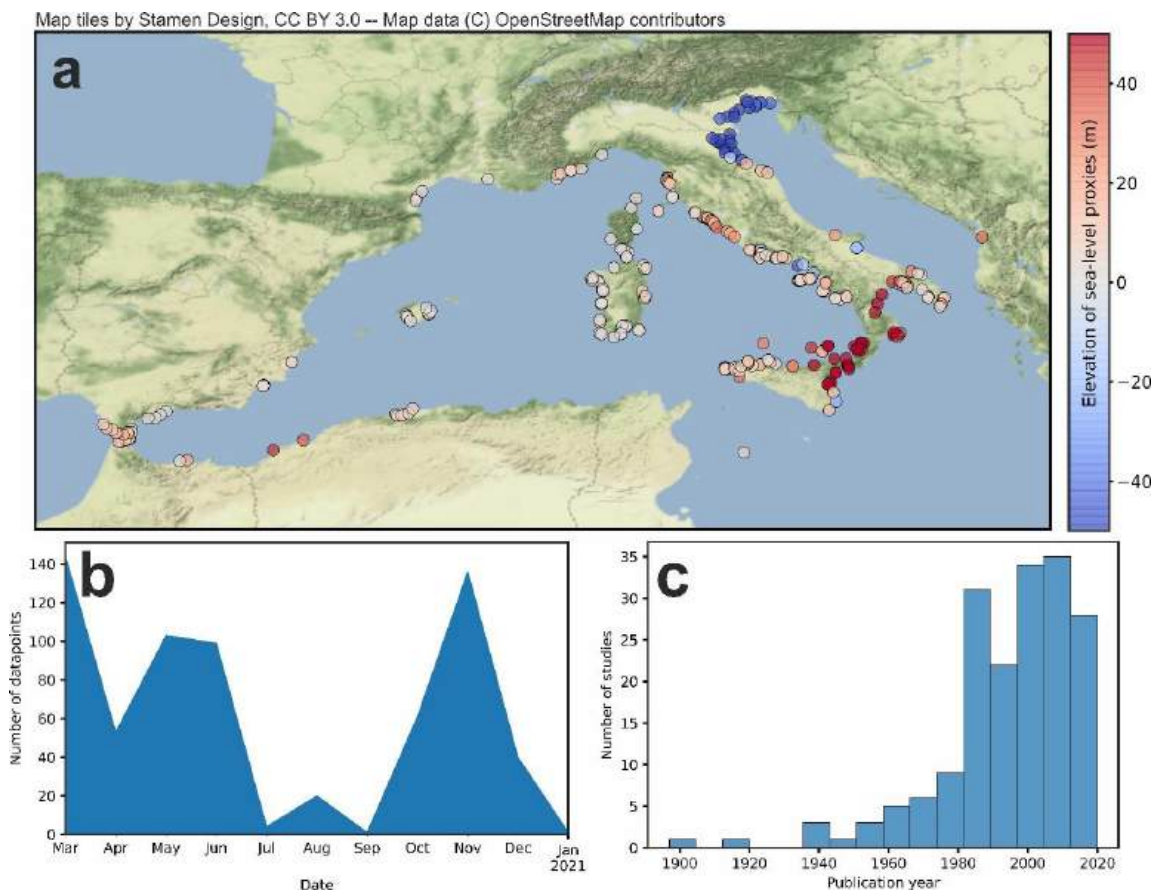 Map tiles by Stamen Design, CC BY 3.0 -- Map data (C) OpenStreetMap contributors
a
40
20
0
−20
−40
Elevation of sea-level proxies (m)
b
140
120
100
80
60
40
20
0
Number of datapoints
Mar Apr May Jun Jul Aug Sep Oct Nov Dec Jan
2021
Date
c
35
30
25
20
15
10
5
0
Number of studies
1900 1920 1940 1960 1980 2000 2020
Publication year